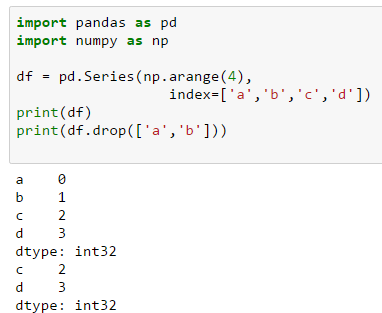 import pandas as pd
import numpy as np
df = pd.Series(np.arange(4),
index=['a','b','c','d'])
print(df)
print(df.drop(['a','b']))
a    0
b    1
c    2
d    3
dtype: int32
c    2
d    3
dtype: int32